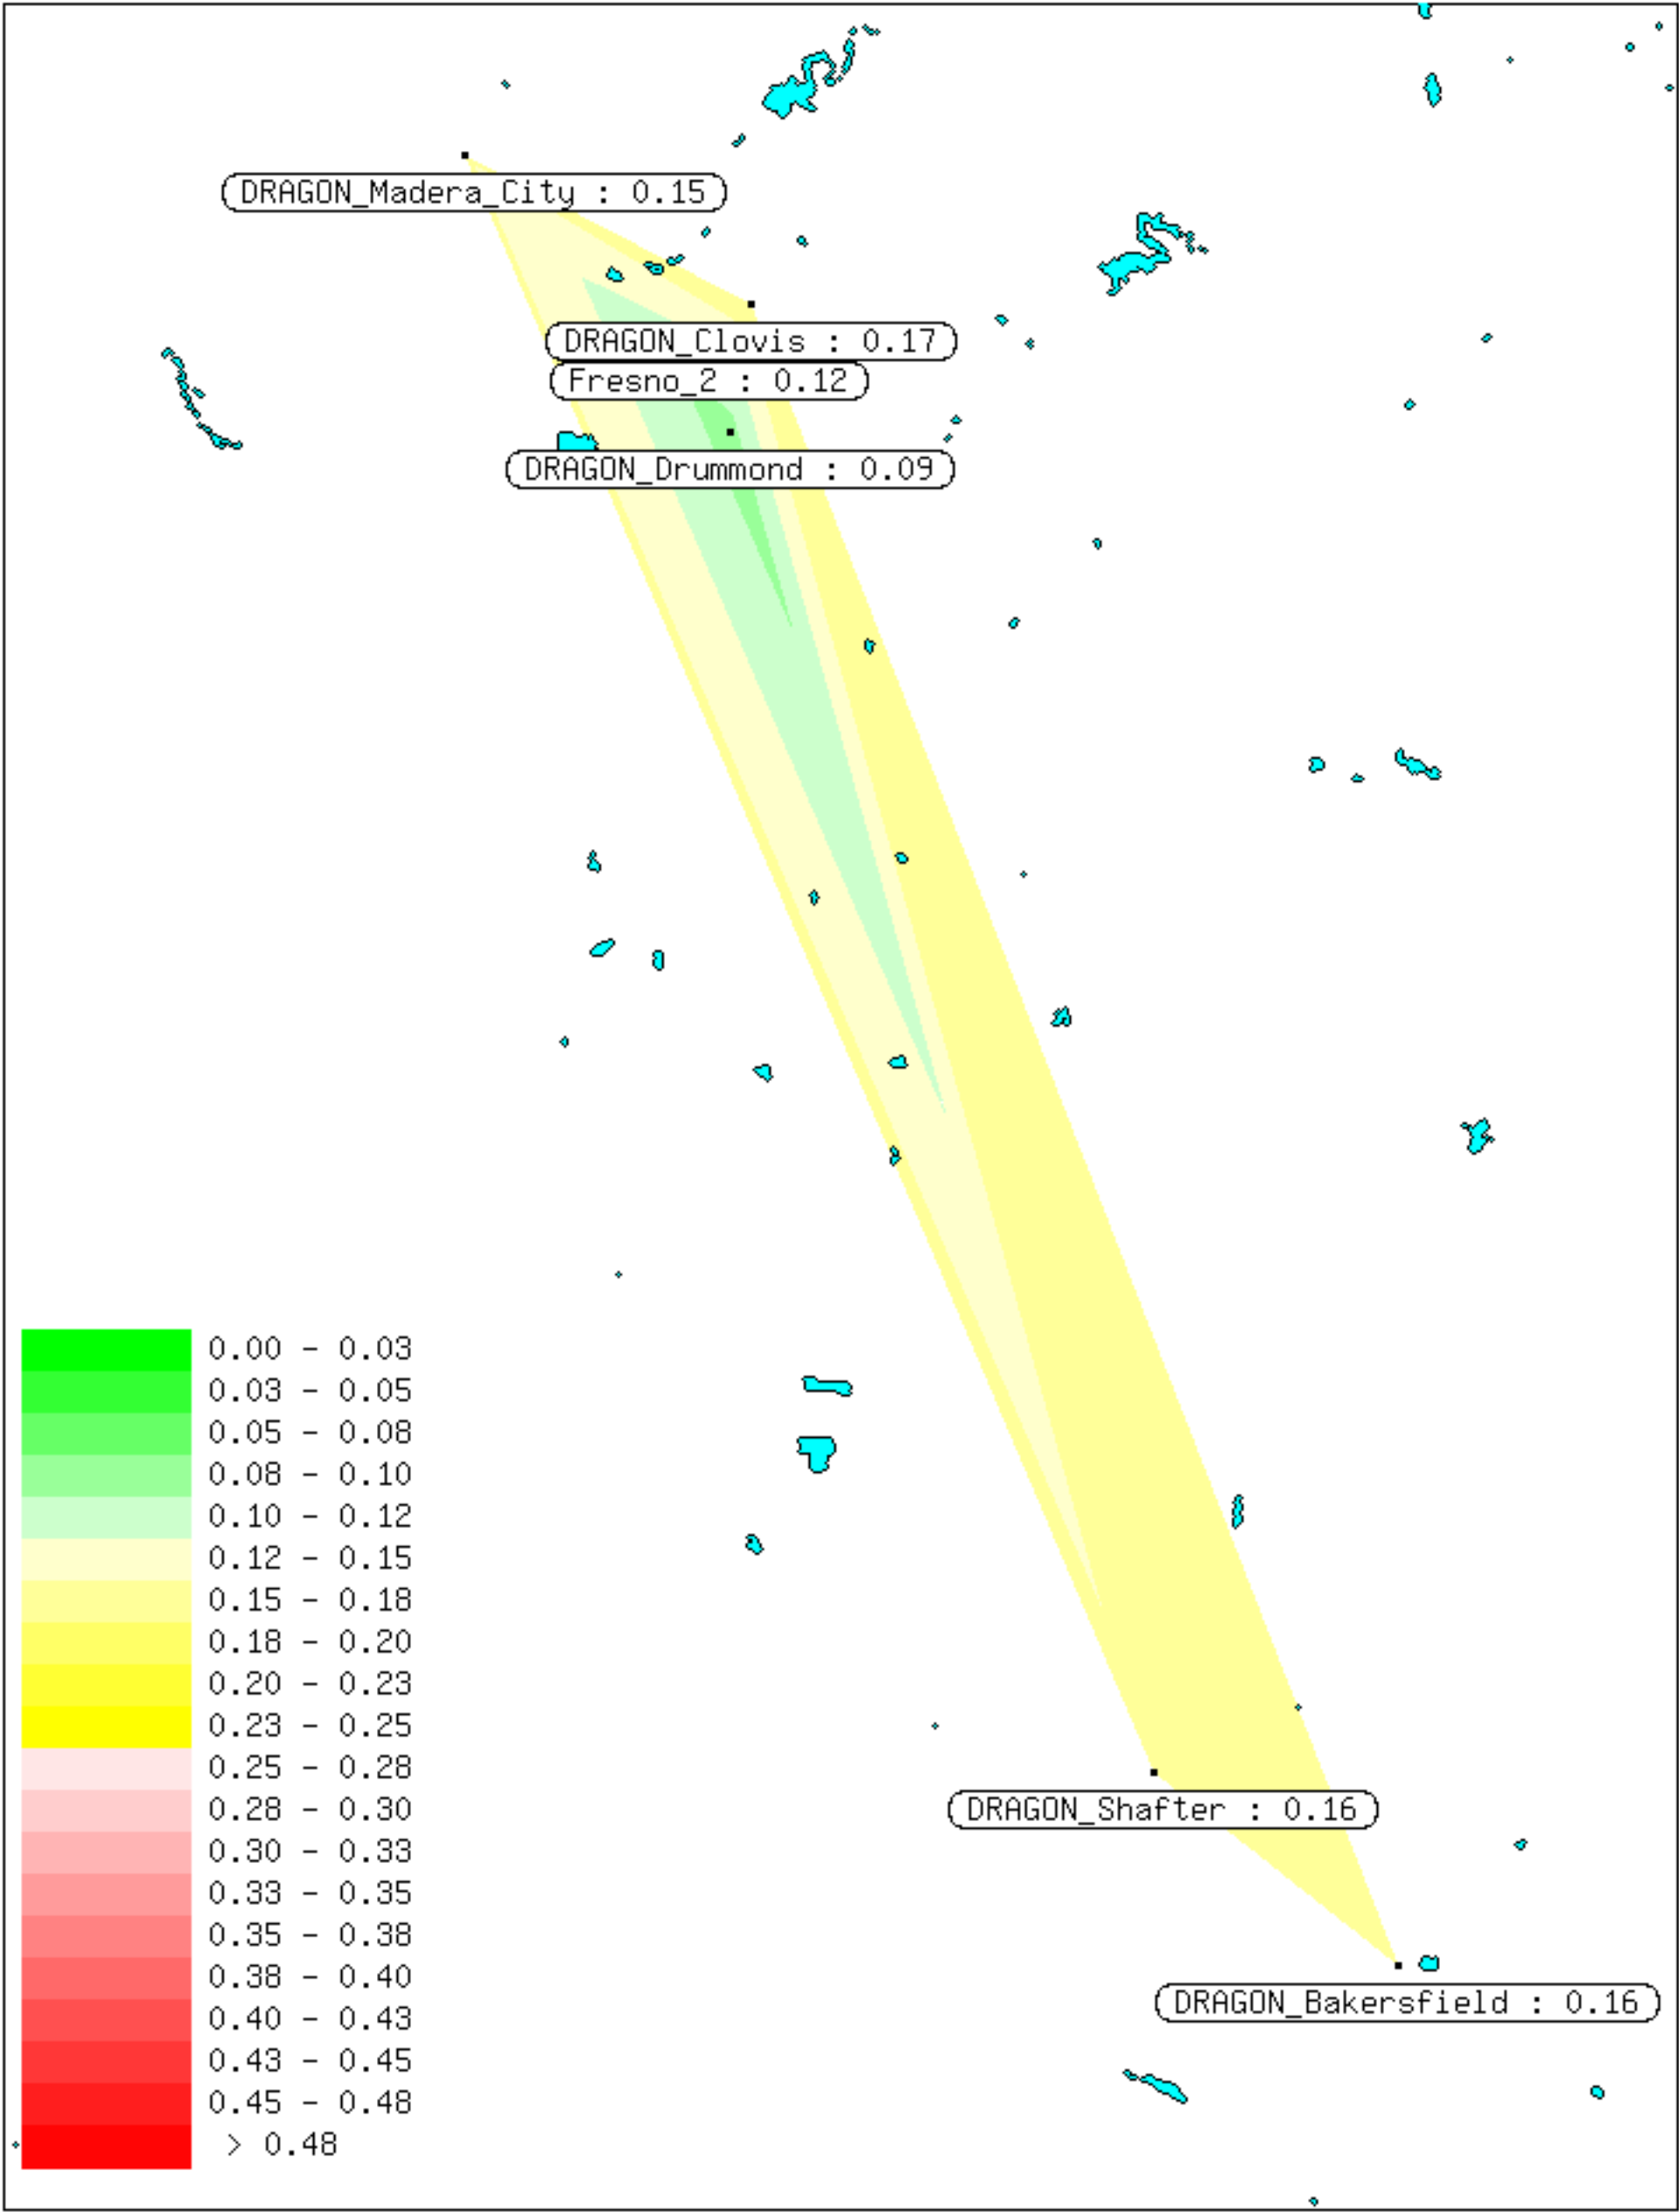 DRAGON_Madera_City : 0.15
DRAGON_Clovis : 0.17
Fresno_2 : 0.12
DRAGON_Drummond : 0.09
0.00 - 0.03
0.03 - 0.05
0.05 - 0.08
0.08 - 0.10
0.10 - 0.12
0.12 - 0.15
0.15 - 0.18
0.18 - 0.20
0.20 - 0.23
0.23 - 0.25
0.25 - 0.28
0.28 - 0.30
0.30 - 0.33
0.33 - 0.35
0.35 - 0.38
0.38 - 0.40
0.40 - 0.43
0.43 - 0.45
0.45 - 0.48
> 0.48
DRAGON_Shafter : 0.16
DRAGON_Bakersfield : 0.16